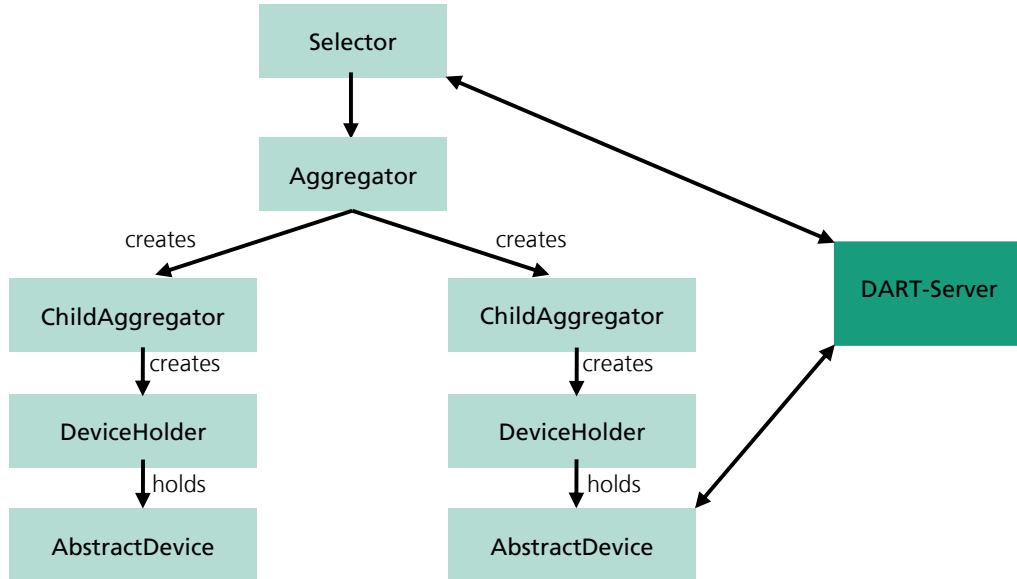 Selector
Aggregator
creates
creates
DART-Server
ChildAggregator
ChildAggregator
creates
creates
DeviceHolder
DeviceHolder
holds
holds
AbstractDevice
AbstractDevice